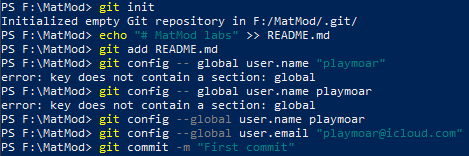 PS F:\MatMod> git init
Initialized empty Git repository in F:/MatMod/.git/
PS F:\MatMod> echo "# MatMod labs" >> README.md
PS F:\MatMod> git add README.md
PS F:\MatMod> git config -- global user.name "playmoar"
error: key does not contain a section: global
PS F:\MatMod> git config -- global user.name playmoar
error: key does not contain a section: global
PS F:\MatMod> git config --global user.name playmoar
PS F:\MatMod> git config --global user.email "playmoar@icloud.com"
PS F:\MatMod> git commit -m "First commit"